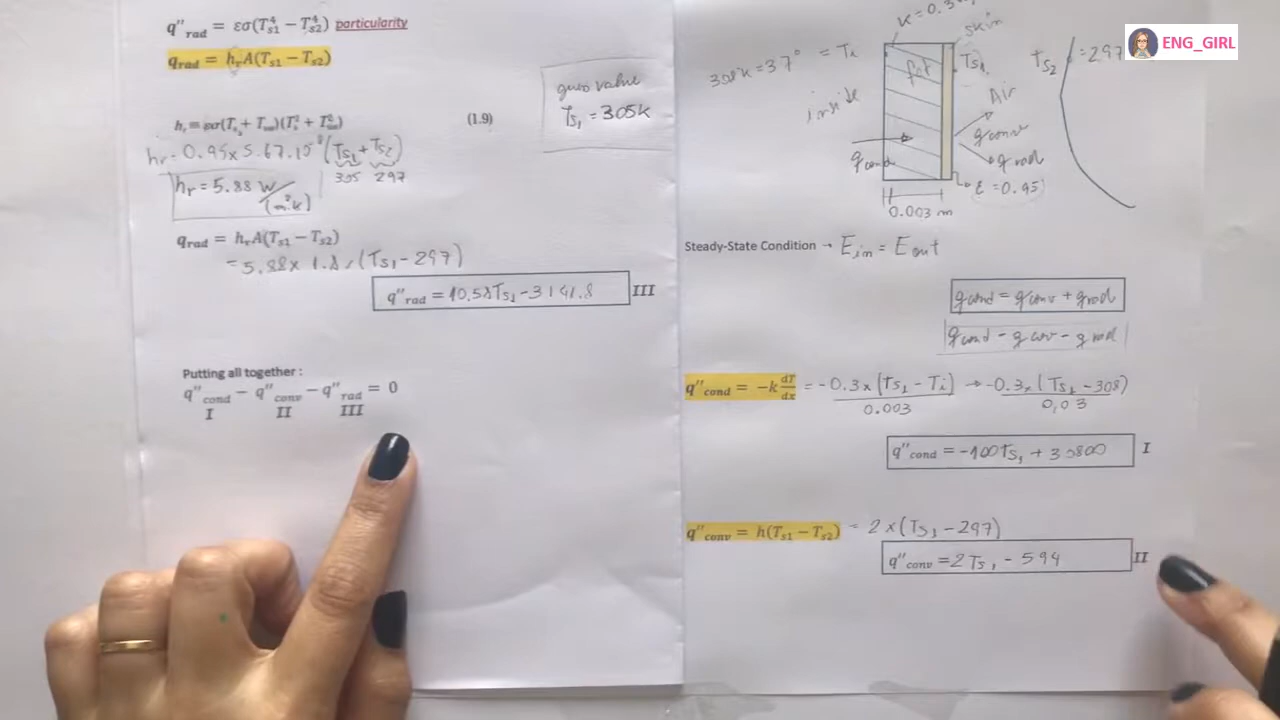 q"rad = εσ(Ts1⁴ − Ts2⁴) particularity
qrad = hrA(Ts1 − Ts2)
guess value
Ts1 = 305K
hr ≡ εσ(Ts + Tsur)(Ts² + Tsur²) (1.9)
hr = 0.95 x 5.67.10⁻⁸ (Ts1 + Ts2)
305 297
hr = 5.88 W/(m².K)
qrad = hrA(Ts1 − Ts2)
= 5.88 x 1.8 , (Ts1 − 297)
q"rad = 10.58Ts1 − 3141.8 III
Putting all together :
q"cond − q"conv − q"rad = 0
I II III
ENG_GIRL
k = 0.3
skin
308k = 37° = Ti
fat
Ts1
Ts2 = 297
inside
Air
qconv
qcond
qrad
ε = 0.95
0.003 m
Steady-State Condition → Ein = Eout
qcond = qconv + qrad
qcond − qconv − qrad
q"cond = −k dT/dx = −0.3 x (Ts1 − Ti)/0.003 → −0.3 x (Ts1 − 308)/0,03
q"cond = −100Ts1 + 30800 I
q"conv = h(Ts1 − Ts2) = 2 x (Ts1 − 297)
q"conv = 2Ts1 − 594 II